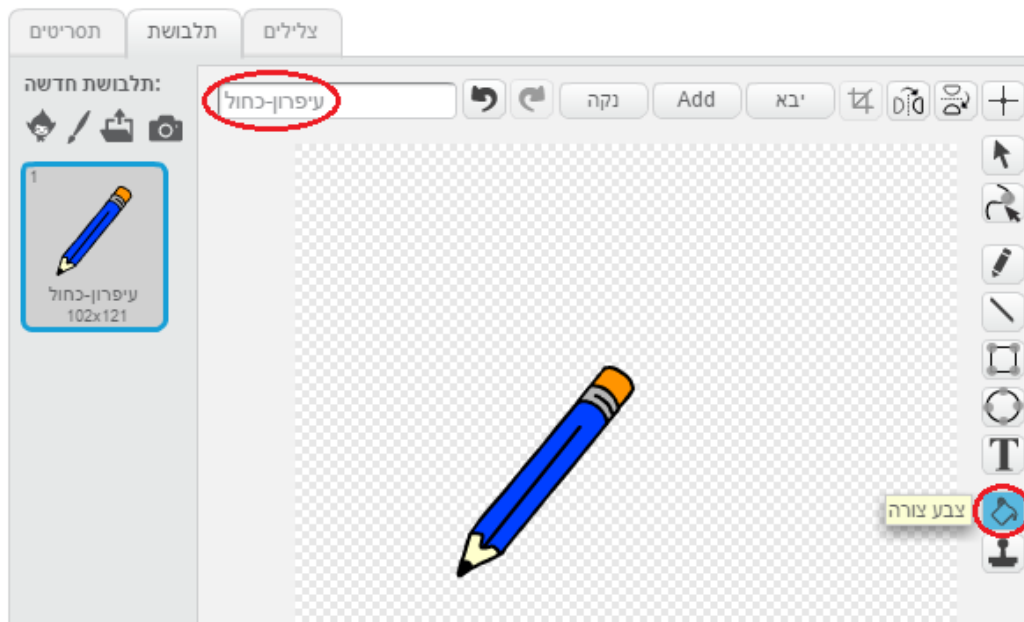 תסריטים
תלבושת
צלילים
תלבושת חדשה:
עיפרון-כחול
נקה
Add
יבא
1
עיפרון-כחול
102x121
T
צבע צורה